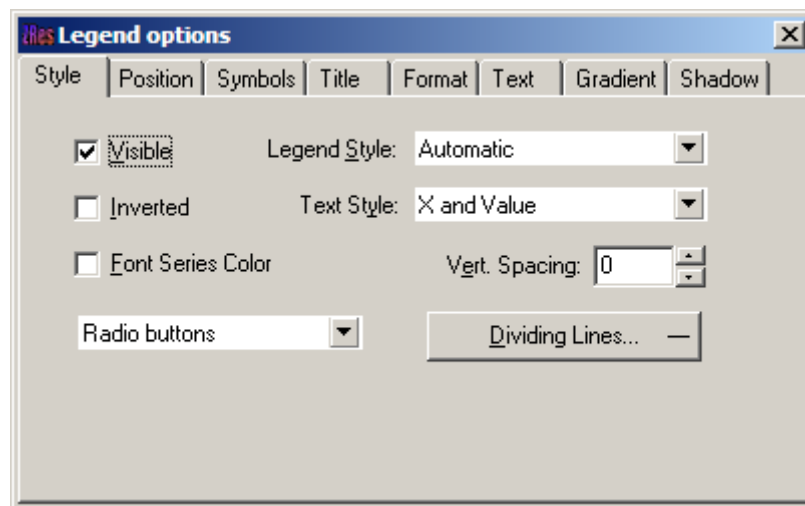 ZRes Legend options
Style Position Symbols Title Format Text Gradient Shadow
Visible Legend Style: Automatic
Inverted Text Style: X and Value
Font Series Color Vert. Spacing: 0
Radio buttons Dividing Lines...